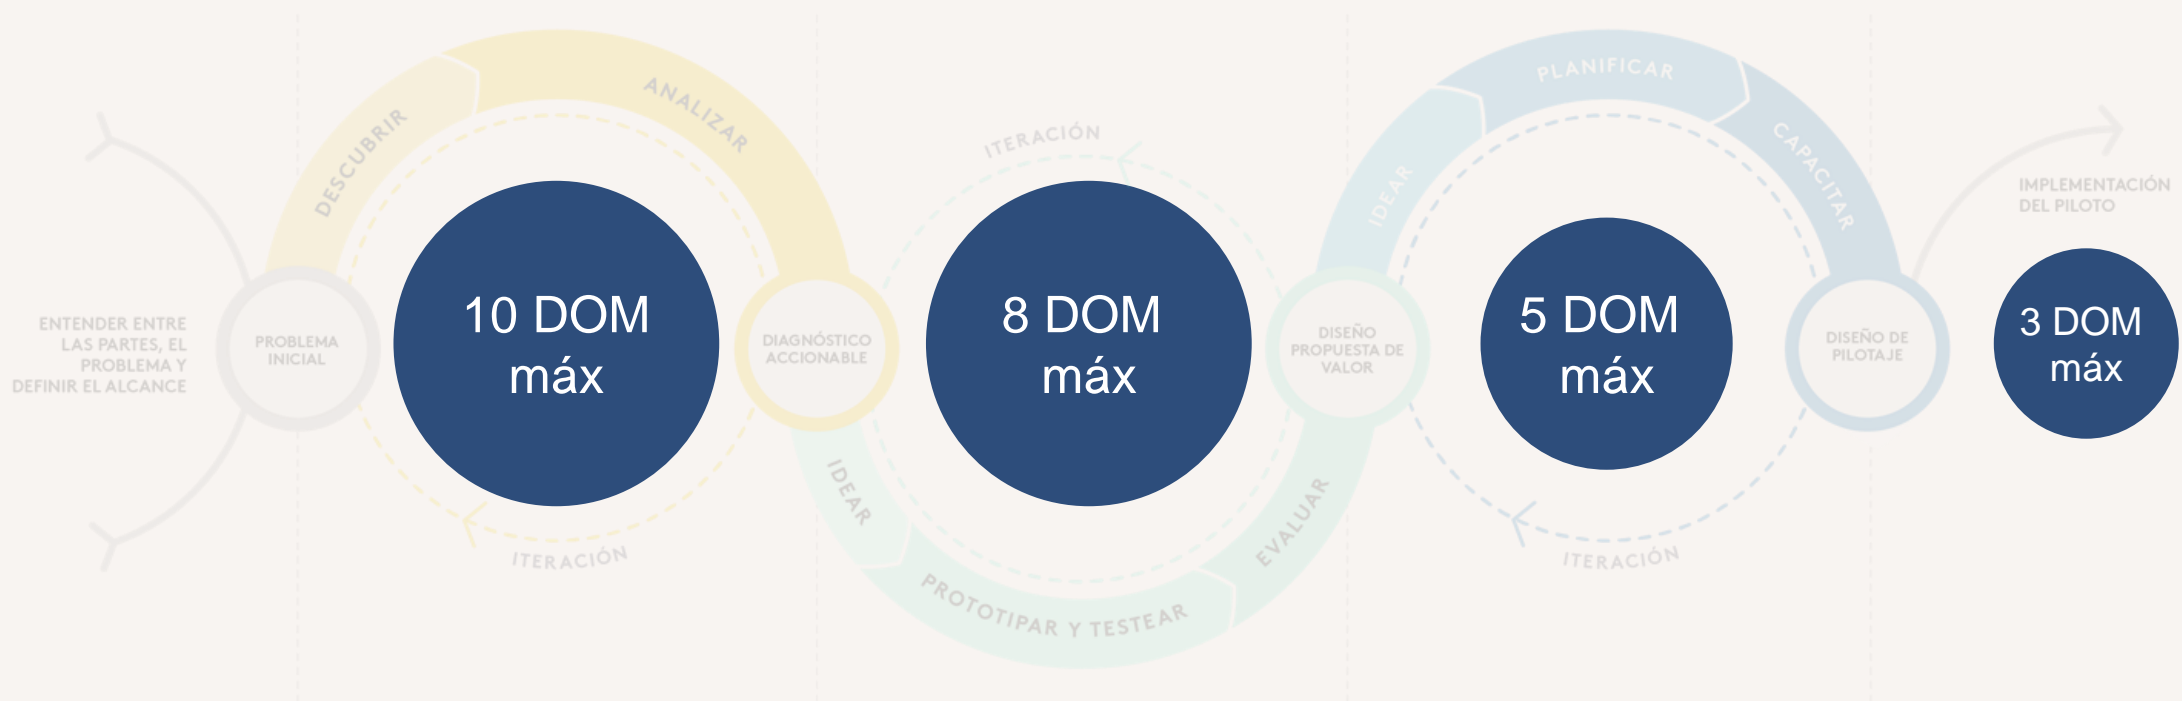 ENTENDER ENTRE
LAS PARTES, EL
PROBLEMA Y
DEFINIR EL ALCANCE
PROBLEMA
INICIAL
DESCUBRIR
ANALIZAR
10 DOM
máx
ITERACIÓN
DIAGNÓSTICO
ACCIONABLE
ITERACIÓN
8 DOM
máx
IDEAR
PROTOTIPAR Y TESTEAR
EVALUAR
DISEÑO
PROPUESTA DE
VALOR
IDEAR
PLANIFICAR
CAPACITAR
5 DOM
máx
ITERACIÓN
DISEÑO DE
PILOTAJE
IMPLEMENTACIÓN
DEL PILOTO
3 DOM
máx